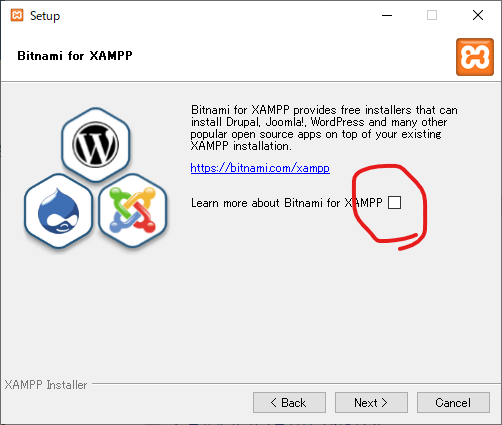 Setup
Bitnami for XAMPP
Bitnami for XAMPP provides free installers that can
install Drupal, Joomla!, WordPress and many other
popular open source apps on top of your existing
XAMPP installation.
https://bitnami.com/xampp
Learn more about Bitnami for XAMPP
XAMPP Installer
< Back
Next >
Cancel